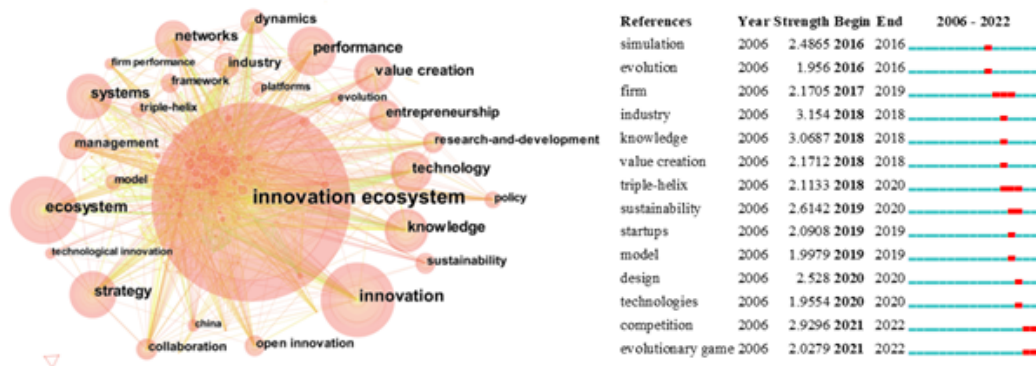 dynamics
networks
performance
firm performance
industry
value creation
framework
platforms
systems
evolution
triple-helix
entrepreneurship
research-and-development
management
technology
model
innovation ecosystem
policy
ecosystem
knowledge
technological innovation
sustainability
strategy
innovation
china
collaboration
open innovation
References Year Strength Begin End 2006 - 2022
simulation 2006 2.4865 2016 2016
evolution 2006 1.956 2016 2016
firm 2006 2.1705 2017 2019
industry 2006 3.154 2018 2018
knowledge 2006 3.0687 2018 2018
value creation 2006 2.1712 2018 2018
triple-helix 2006 2.1133 2018 2020
sustainability 2006 2.6142 2019 2020
startups 2006 2.0908 2019 2019
model 2006 1.9979 2019 2019
design 2006 2.528 2020 2020
technologies 2006 1.9554 2020 2020
competition 2006 2.9296 2021 2022
evolutionary game 2006 2.0279 2021 2022